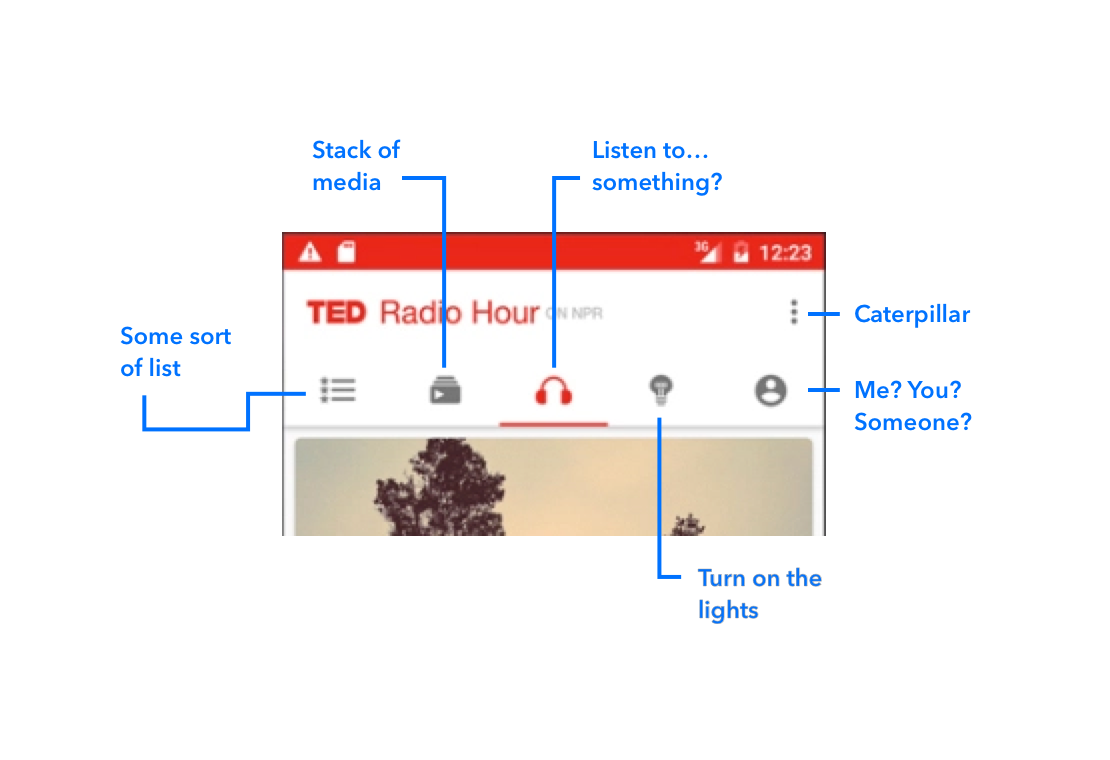 Stack of
media
Listen to...
something?
3G 12:23
TED Radio Hour ON NPR
Caterpillar
Some sort
of list
Me? You?
Someone?
Turn on the
lights